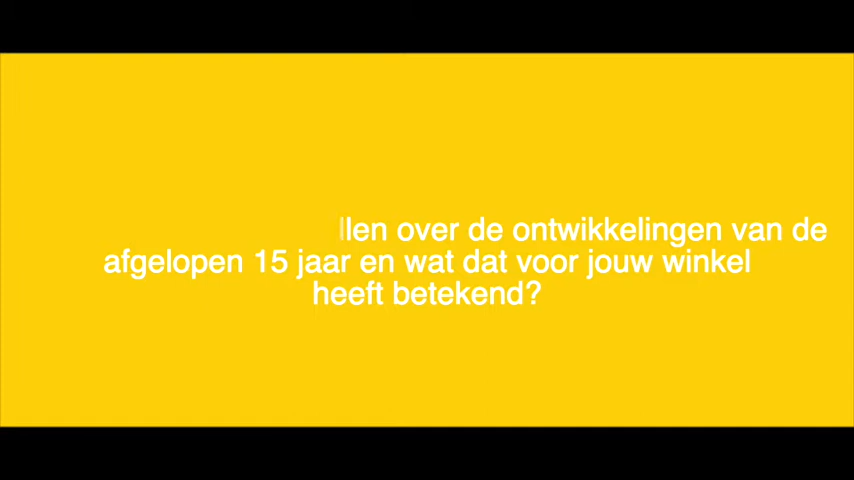 llen over de ontwikkelingen van de
afgelopen 15 jaar en wat dat voor jouw winkel
heeft betekend?